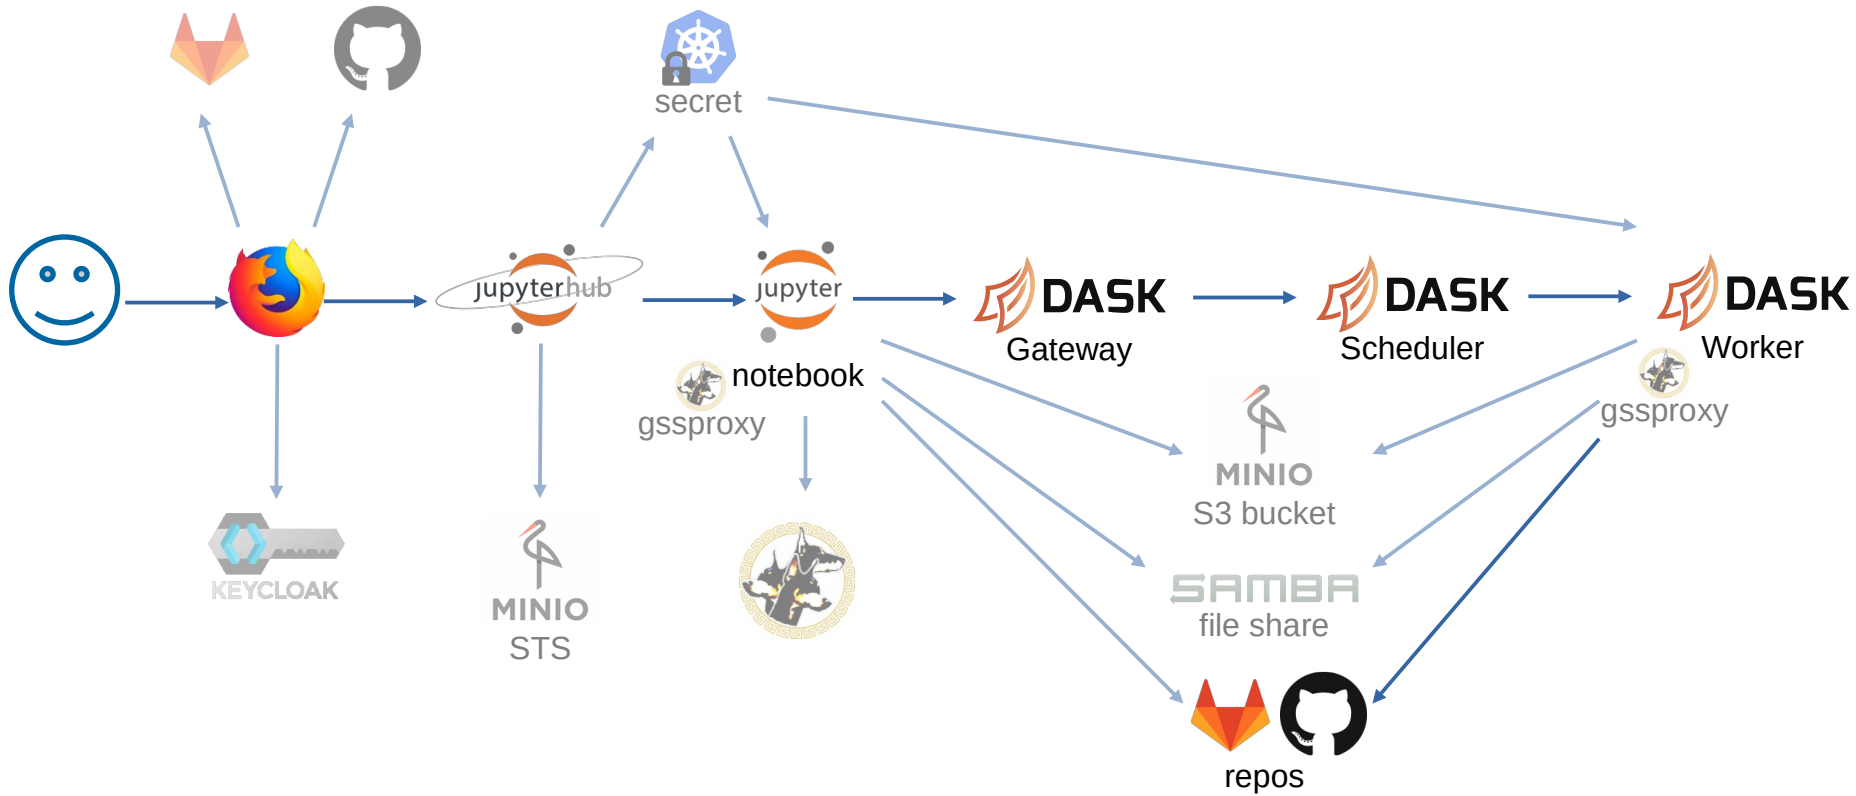 secret
jupyterhub
jupyter
DASK
DASK
DASK
Gateway
Scheduler
Worker
notebook
gssproxy
gssproxy
MINIO
S3 bucket
KEYCLOAK
MINIO
STS
SAMBA
file share
repos